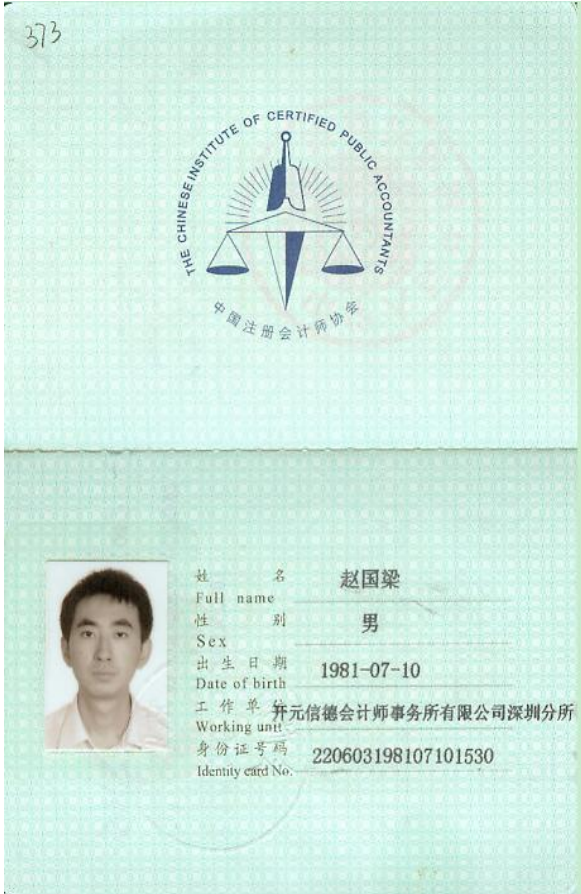 373
THE CHINESE INSTITUTE OF CERTIFIED PUBLIC ACCOUNTANTS
中国注册会计师协会
姓 名 赵国梁
Full name
性 别 男
Sex
出生日期 1981-07-10
Date of birth
工作单位 开元信德会计师事务所有限公司深圳分所
Working unit
身份证号码 220603198107101530
Identity card No.